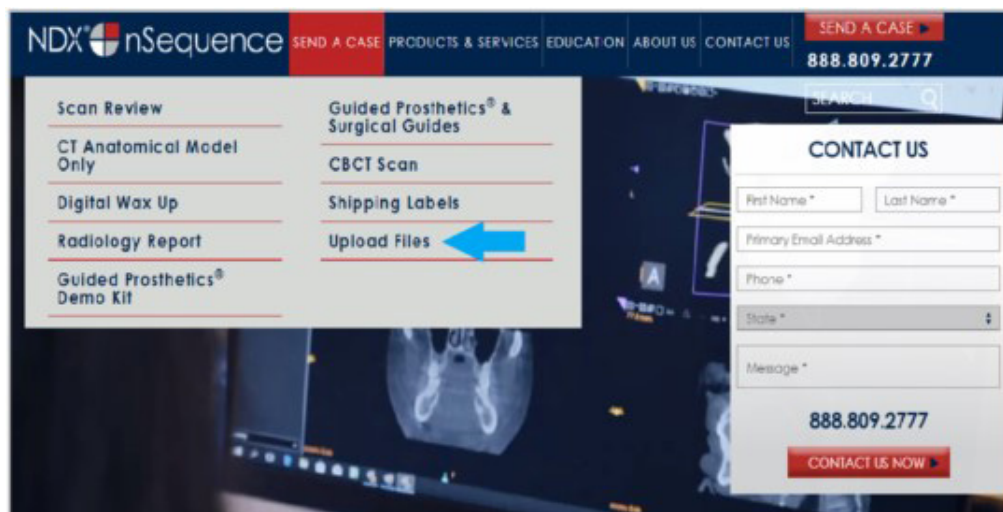 NDX nSequence
SEND A CASE
PRODUCTS & SERVICES
EDUCATION
ABOUT US
CONTACT US
SEND A CASE
888.809.2777
SEARCH
Scan Review
CT Anatomical Model
Only
Digital Wax Up
Radiology Report
Guided Prosthetics®
Demo Kit
Guided Prosthetics® &
Surgical Guides
CBCT Scan
Shipping Labels
Upload Files
A
CONTACT US
First Name *
Last Name *
Primary Email Address *
Phone *
State *
Message *
888.809.2777
CONTACT US NOW